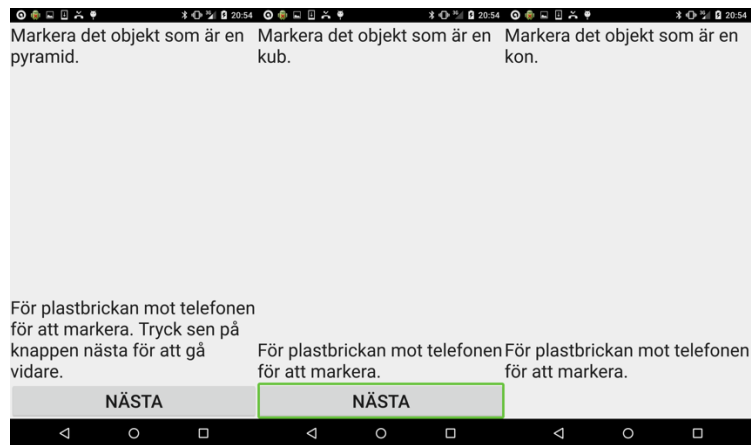 20:54
20:54
20:54
Markera det objekt som är en
pyramid.
För plastbrickan mot telefonen
för att markera. Tryck sen på
knappen nästa för att gå
vidare.
NÄSTA
Markera det objekt som är en
kub.
För plastbrickan mot telefonen
för att markera.
NÄSTA
Markera det objekt som är en
kon.
För plastbrickan mot telefonen
för att markera.